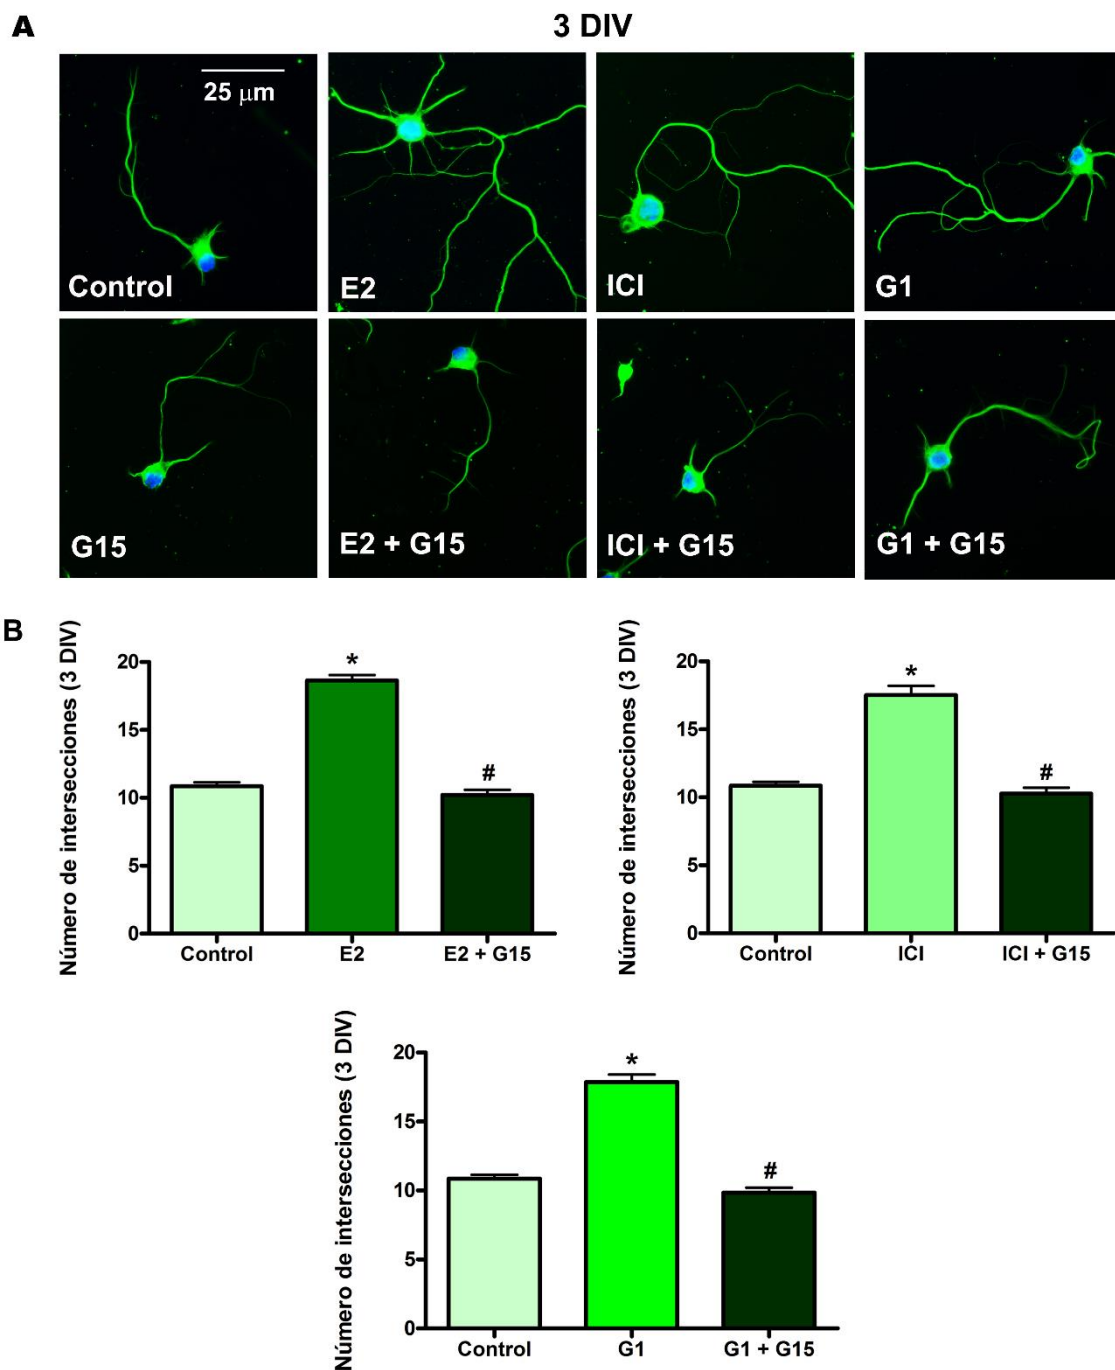 A
3 DIV
25 μm
Control
E2
ICI
G1
G15
E2 + G15
ICI + G15
G1 + G15
B
Número de intersecciones (3 DIV)
20
15
10
5
0
*
#
Control
E2
E2 + G15
Número de intersecciones (3 DIV)
20
15
10
5
0
*
#
Control
ICI
ICI + G15
Número de intersecciones (3 DIV)
20
15
10
5
0
*
#
Control
G1
G1 + G15